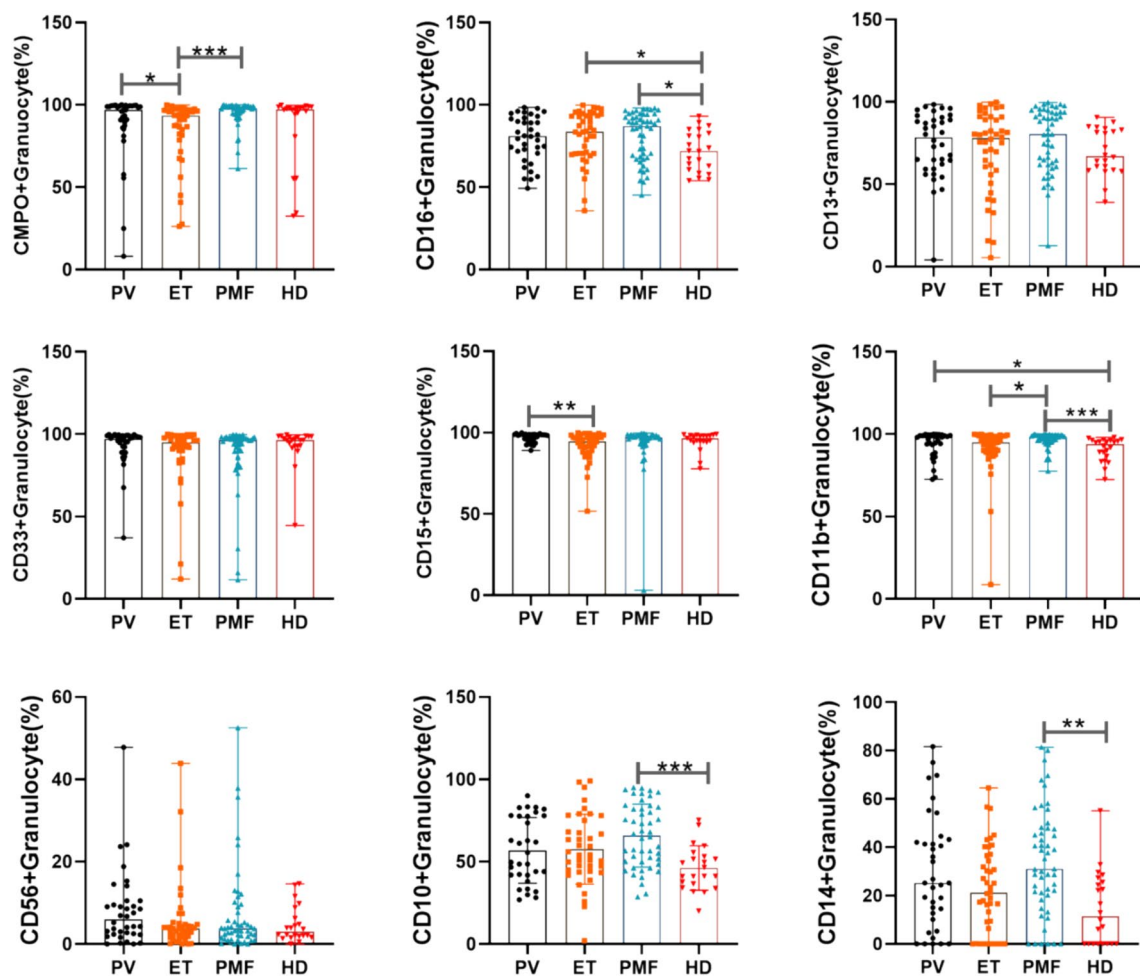 CMPO+Granuocyte(%)
150
100
50
0
*
***
PV ET PMF HD
CD16+Granulocyte(%)
150
100
50
0
*
*
PV ET PMF HD
CD13+Granulocyte(%)
150
100
50
0
PV ET PMF HD
CD33+Granulocyte(%)
150
100
50
0
PV ET PMF HD
CD15+Granulocyte(%)
150
100
50
0
**
PV ET PMF HD
CD11b+Granulocyte(%)
150
100
50
0
*
*
***
PV ET PMF HD
CD56+Granulocyte(%)
60
40
20
0
PV ET PMF HD
CD10+Granulocyte(%)
150
100
50
0
***
PV ET PMF HD
CD14+Granulocyte(%)
100
80
60
40
20
0
**
PV ET PMF HD